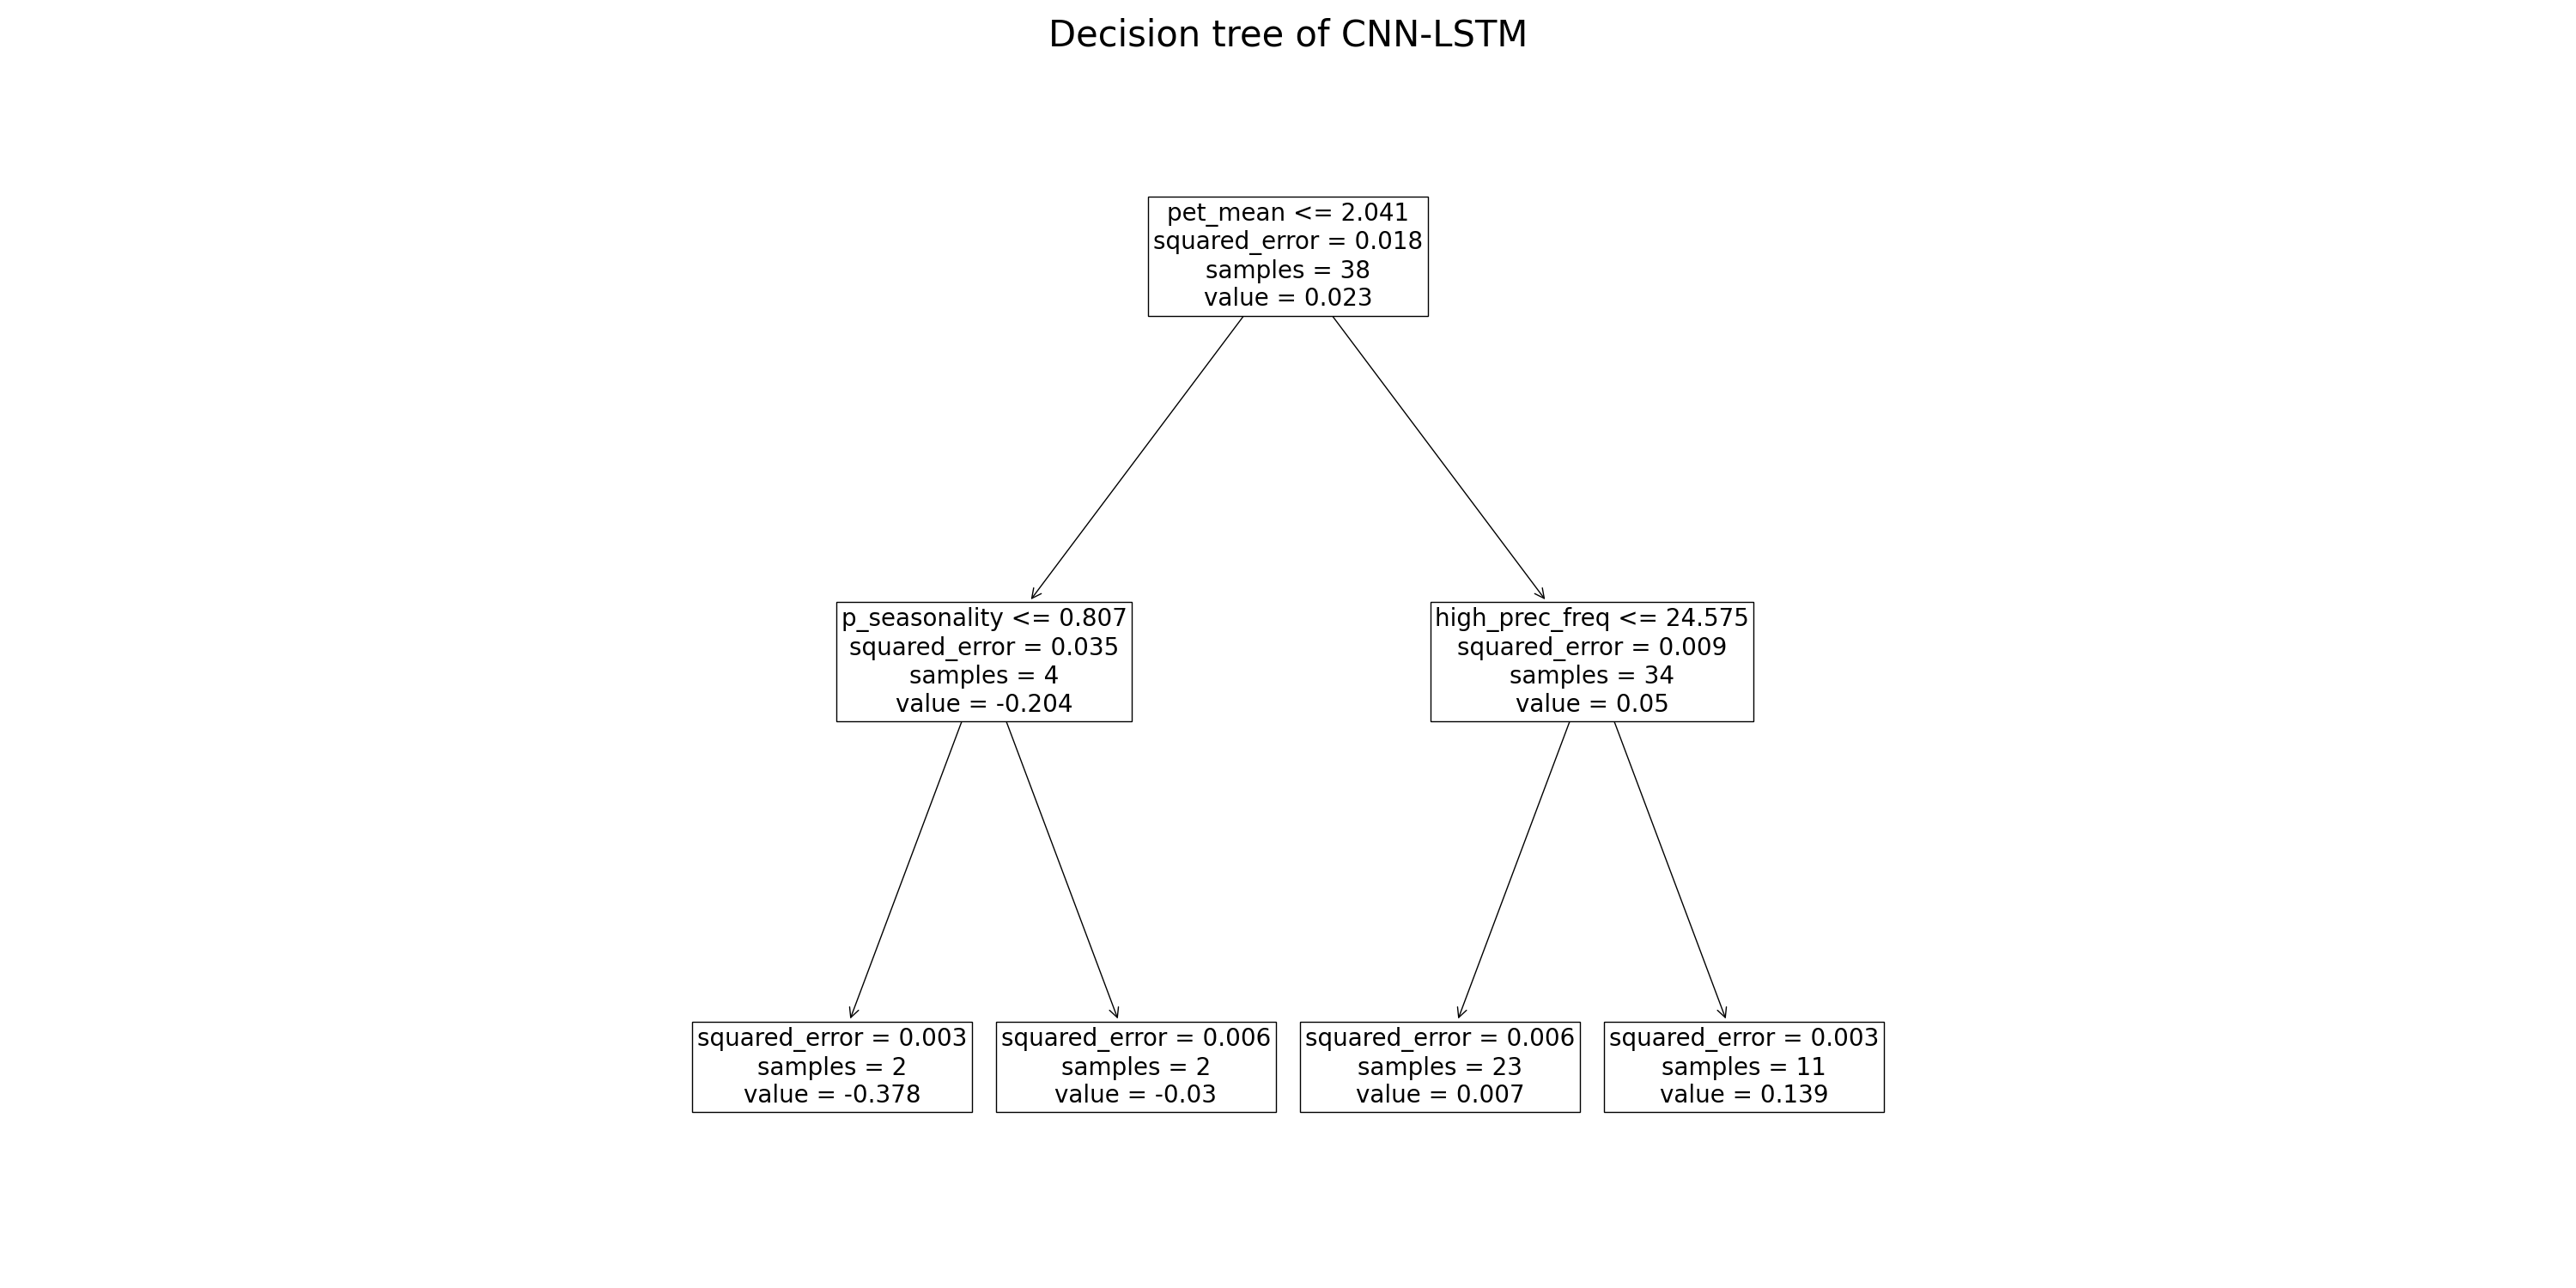 Decision tree of CNN-LSTM
pet_mean <= 2.041
squared_error = 0.018
samples = 38
value = 0.023
p_seasonality <= 0.807
squared_error = 0.035
samples = 4
value = -0.204
high_prec_freq <= 24.575
squared_error = 0.009
samples = 34
value = 0.05
squared_error = 0.003
samples = 2
value = -0.378
squared_error = 0.006
samples = 2
value = -0.03
squared_error = 0.006
samples = 23
value = 0.007
squared_error = 0.003
samples = 11
value = 0.139